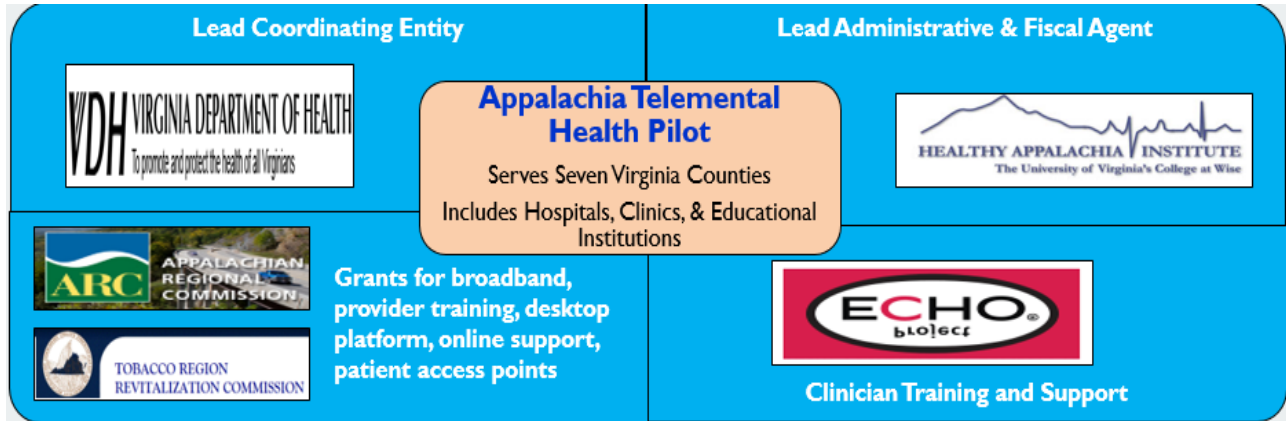 Lead Coordinating Entity
VDH VIRGINIA DEPARTMENT OF HEALTH
To promote and protect the health of all Virginians
Lead Administrative & Fiscal Agent
HEALTHY APPALACHIA INSTITUTE
The University of Virginia's College at Wise
Appalachia Telemental
Health Pilot
Serves Seven Virginia Counties
Includes Hospitals, Clinics, & Educational
Institutions
ARC
APPALACHIAN
REGIONAL
COMMISSION
TOBACCO REGION
REVITALIZATION COMMISSION
Grants for broadband,
provider training, desktop
platform, online support,
patient access points
ECHO®
project
Clinician Training and Support